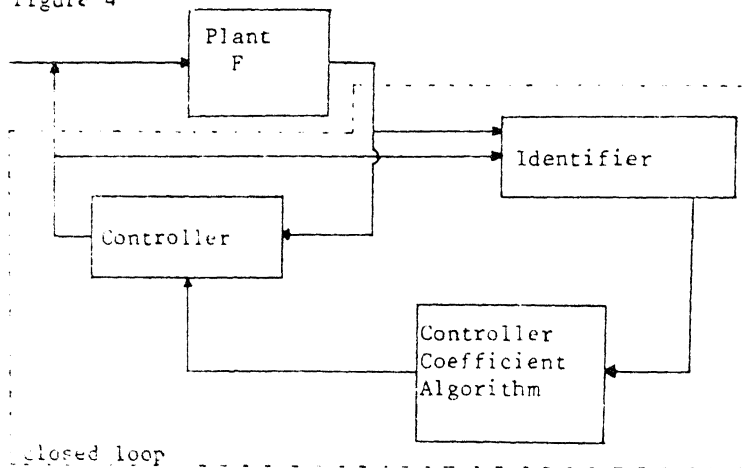 Figure 4
Plant
F
Identifier
Controller
Controller
Coefficient
Algorithm
closed loop